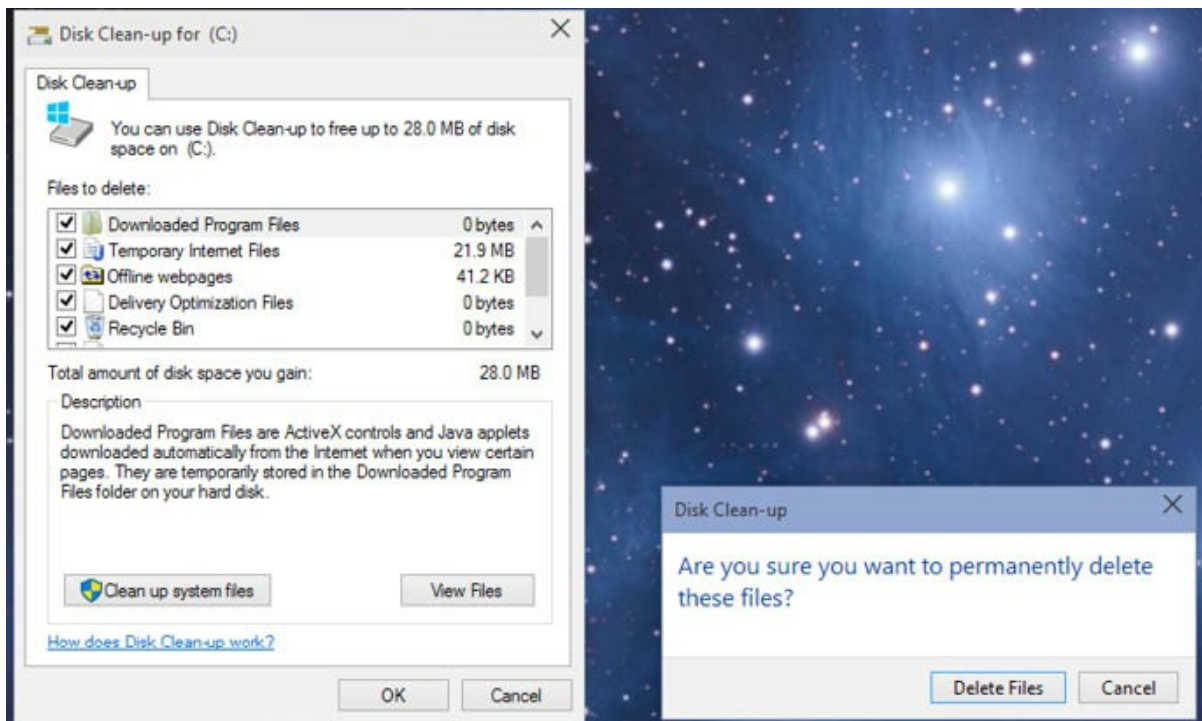 Disk Clean-up for (C:)
Disk Clean-up
You can use Disk Clean-up to free up to 28.0 MB of disk
space on (C:).
Files to delete:
Downloaded Program Files 0 bytes
Temporary Internet Files 21.9 MB
Offline webpages 41.2 KB
Delivery Optimization Files 0 bytes
Recycle Bin 0 bytes
Total amount of disk space you gain: 28.0 MB
Description
Downloaded Program Files are ActiveX controls and Java applets
downloaded automatically from the Internet when you view certain
pages. They are temporarily stored in the Downloaded Program
Files folder on your hard disk.
Clean up system files View Files
How does Disk Clean-up work?
OK Cancel
Disk Clean-up
Are you sure you want to permanently delete
these files?
Delete Files Cancel